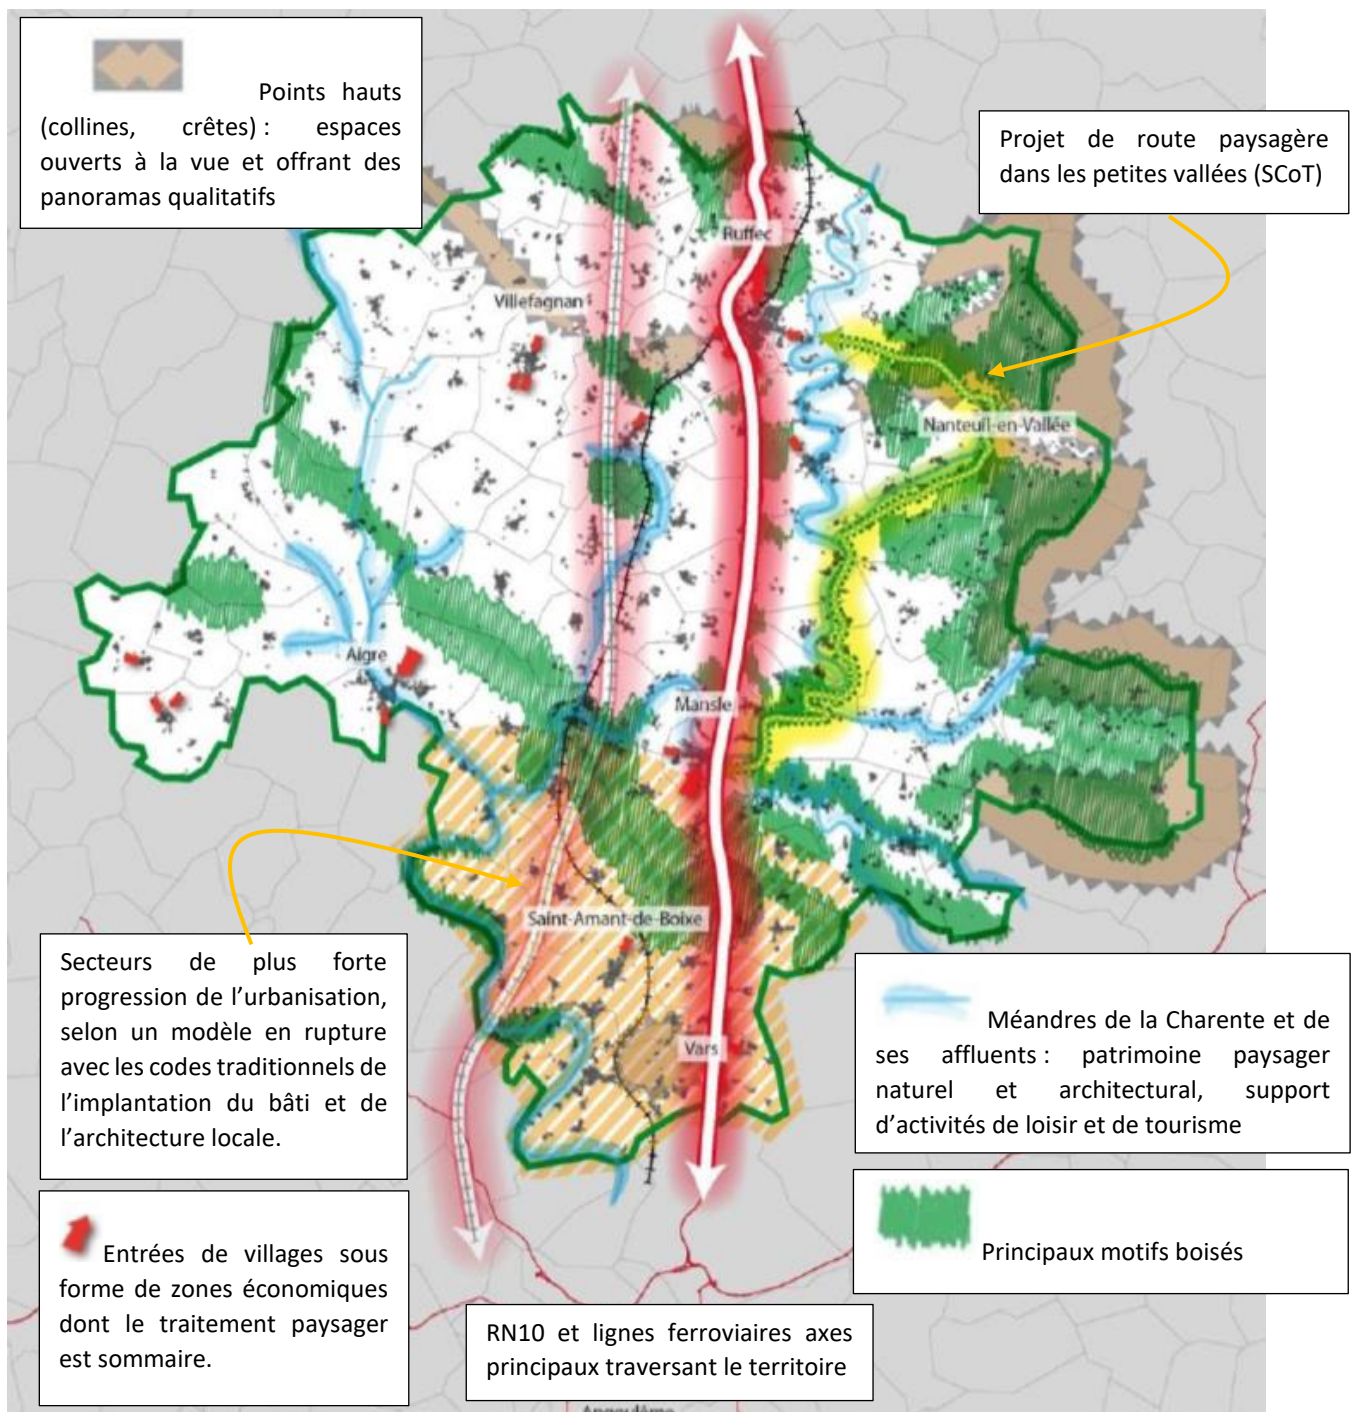 Points hauts
(collines, crêtes) : espaces
ouverts à la vue et offrant des
panoramas qualitatifs
Projet de route paysagère
dans les petites vallées (SCoT)
Ruffec
Villefagnan
Nanteuil-en-Vallée
Aigre
Mansle
Saint-Amant-de-Boixe
Vars
Secteurs de plus forte
progression de l’urbanisation,
selon un modèle en rupture
avec les codes traditionnels de
l’implantation du bâti et de
l’architecture locale.
Méandres de la Charente et de
ses affluents : patrimoine paysager
naturel et architectural, support
d’activités de loisir et de tourisme
Entrées de villages sous
forme de zones économiques
dont le traitement paysager
est sommaire.
Principaux motifs boisés
RN10 et lignes ferroviaires axes
principaux traversant le territoire